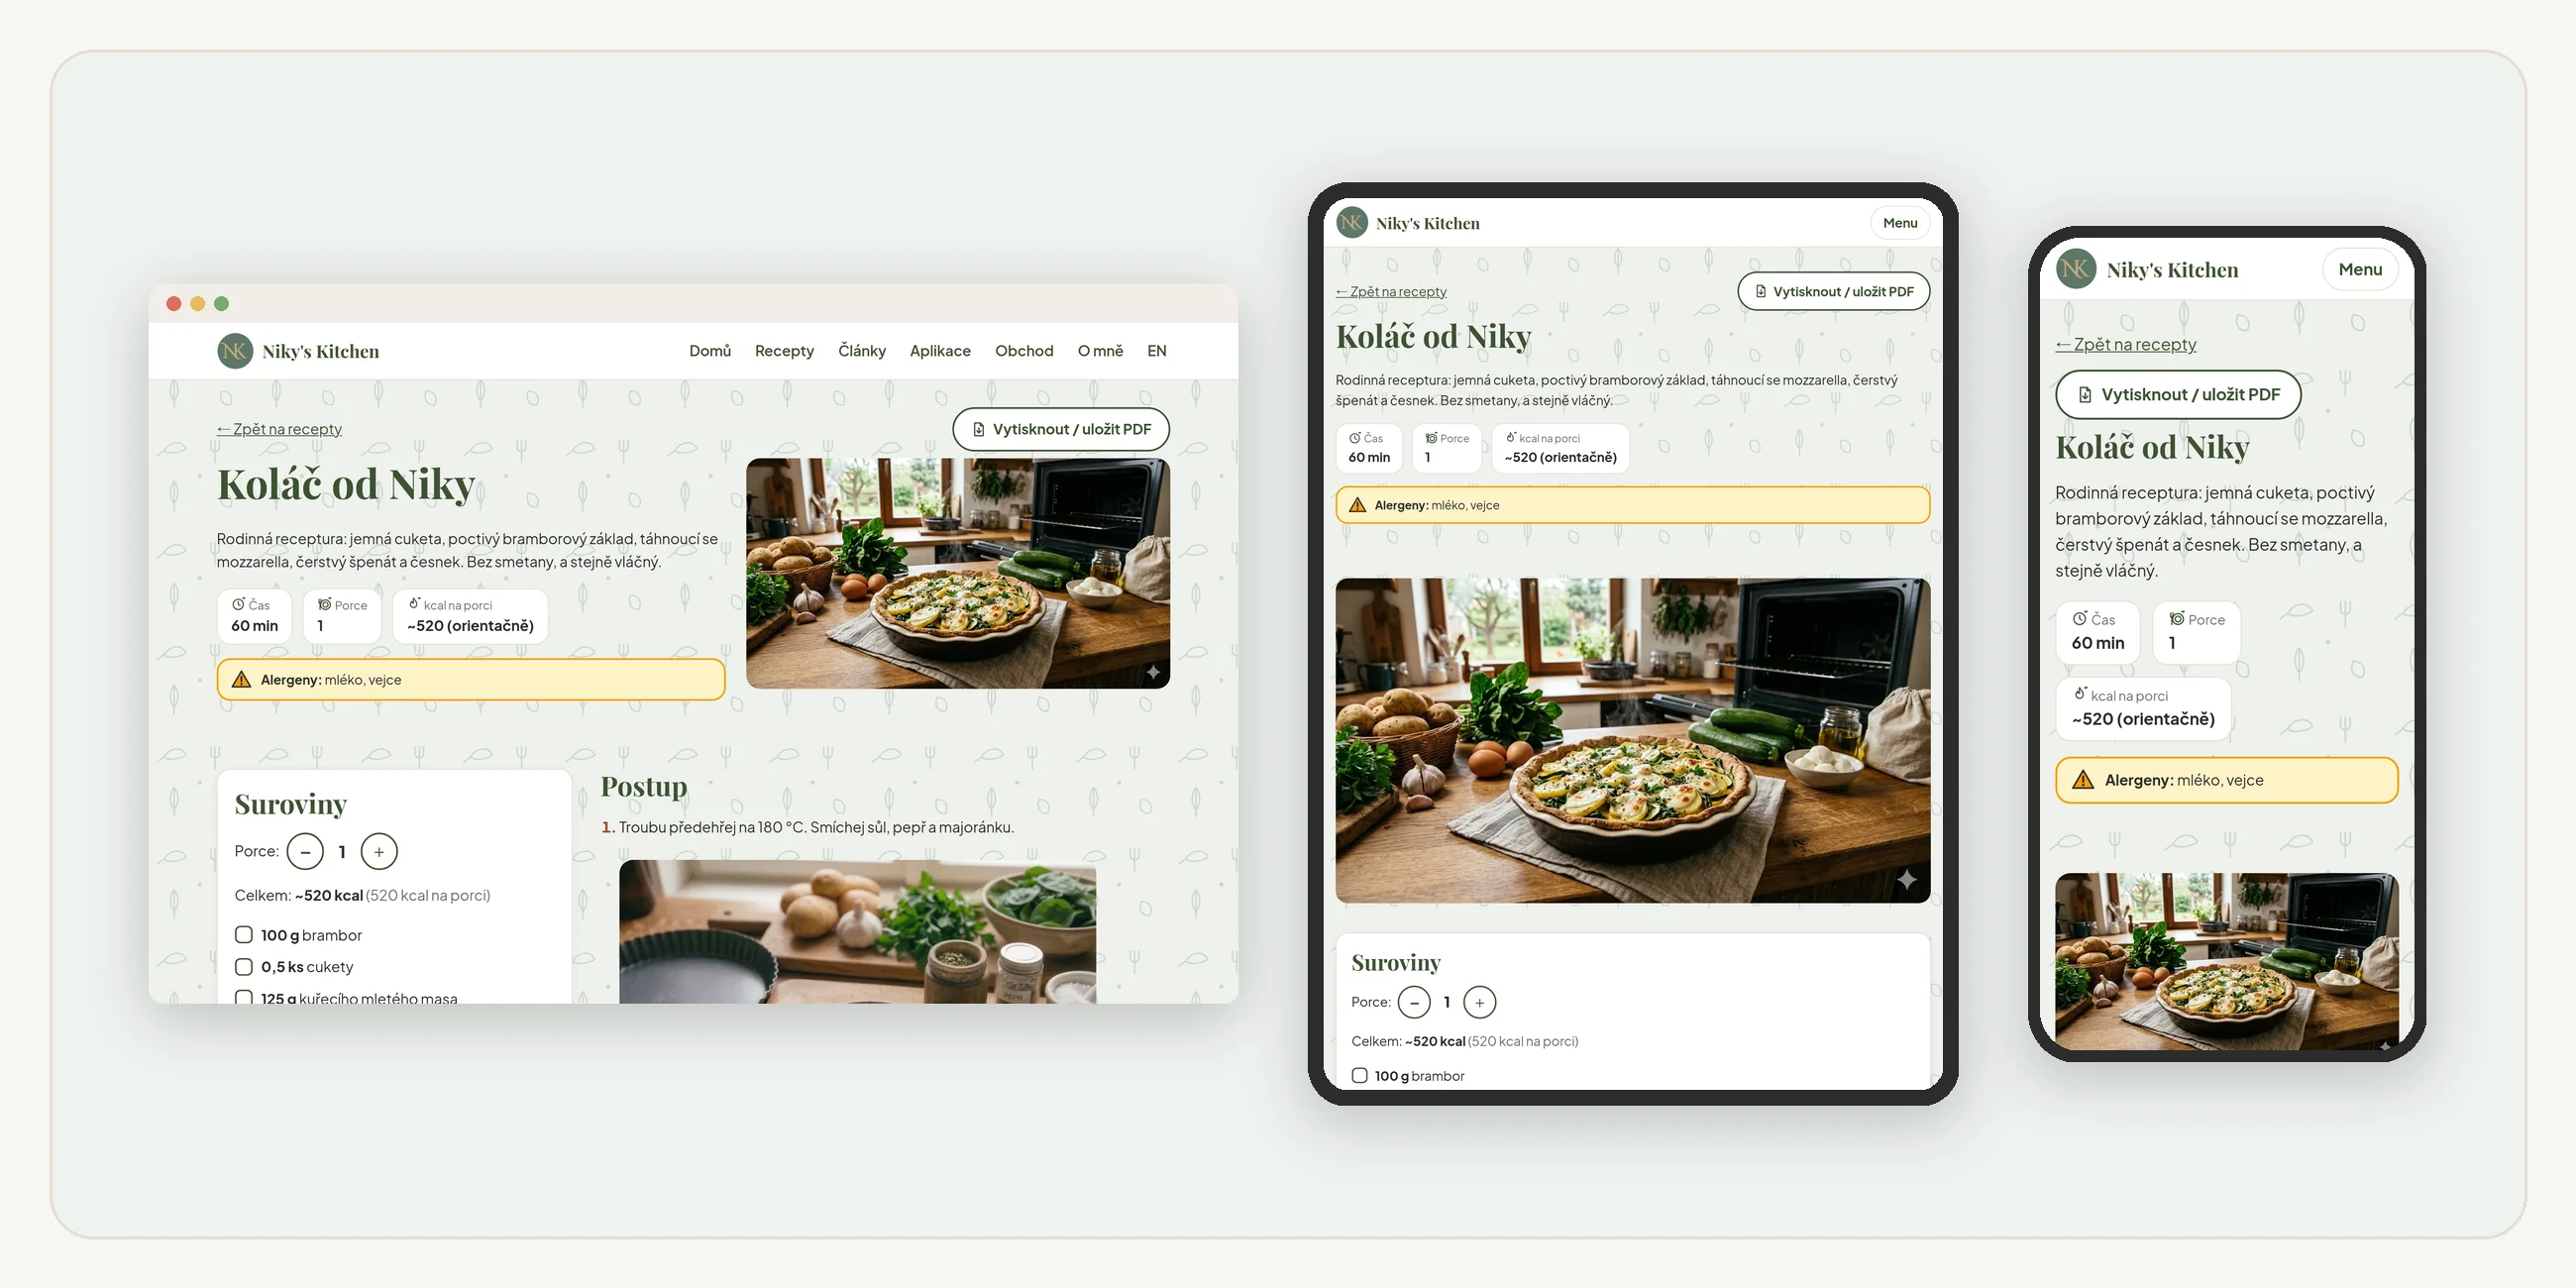 NK Niky's Kitchen
Domů Recepty Články Aplikace Obchod O mně EN
← Zpět na recepty
Vytisknout / uložit PDF
Koláč od Niky
Rodinná receptura: jemná cuketa, poctivý bramborový základ, táhnoucí se
mozzarella, čerstvý špenát a česnek. Bez smetany, a stejně vláčný.
Čas
60 min
Porce
1
kcal na porci
~520 (orientačně)
Alergeny: mléko, vejce
Suroviny
Porce: − 1 +
Celkem: ~520 kcal (520 kcal na porci)
100 g brambor
0,5 ks cukety
125 g kuřecího mletého masa
Postup
1. Troubu předehřej na 180 °C. Smíchej sůl, pepř a majoránku.
NK Niky's Kitchen
Menu
← Zpět na recepty
Vytisknout / uložit PDF
Koláč od Niky
Rodinná receptura: jemná cuketa, poctivý bramborový základ, táhnoucí se mozzarella, čerstvý
špenát a česnek. Bez smetany, a stejně vláčný.
Čas
60 min
Porce
1
kcal na porci
~520 (orientačně)
Alergeny: mléko, vejce
Suroviny
Porce: − 1 +
Celkem: ~520 kcal (520 kcal na porci)
100 g brambor
NK Niky's Kitchen
Menu
← Zpět na recepty
Vytisknout / uložit PDF
Koláč od Niky
Rodinná receptura: jemná cuketa, poctivý
bramborový základ, táhnoucí se mozzarella,
čerstvý špenát a česnek. Bez smetany, a
stejně vláčný.
Čas
60 min
Porce
1
kcal na porci
~520 (orientačně)
Alergeny: mléko, vejce